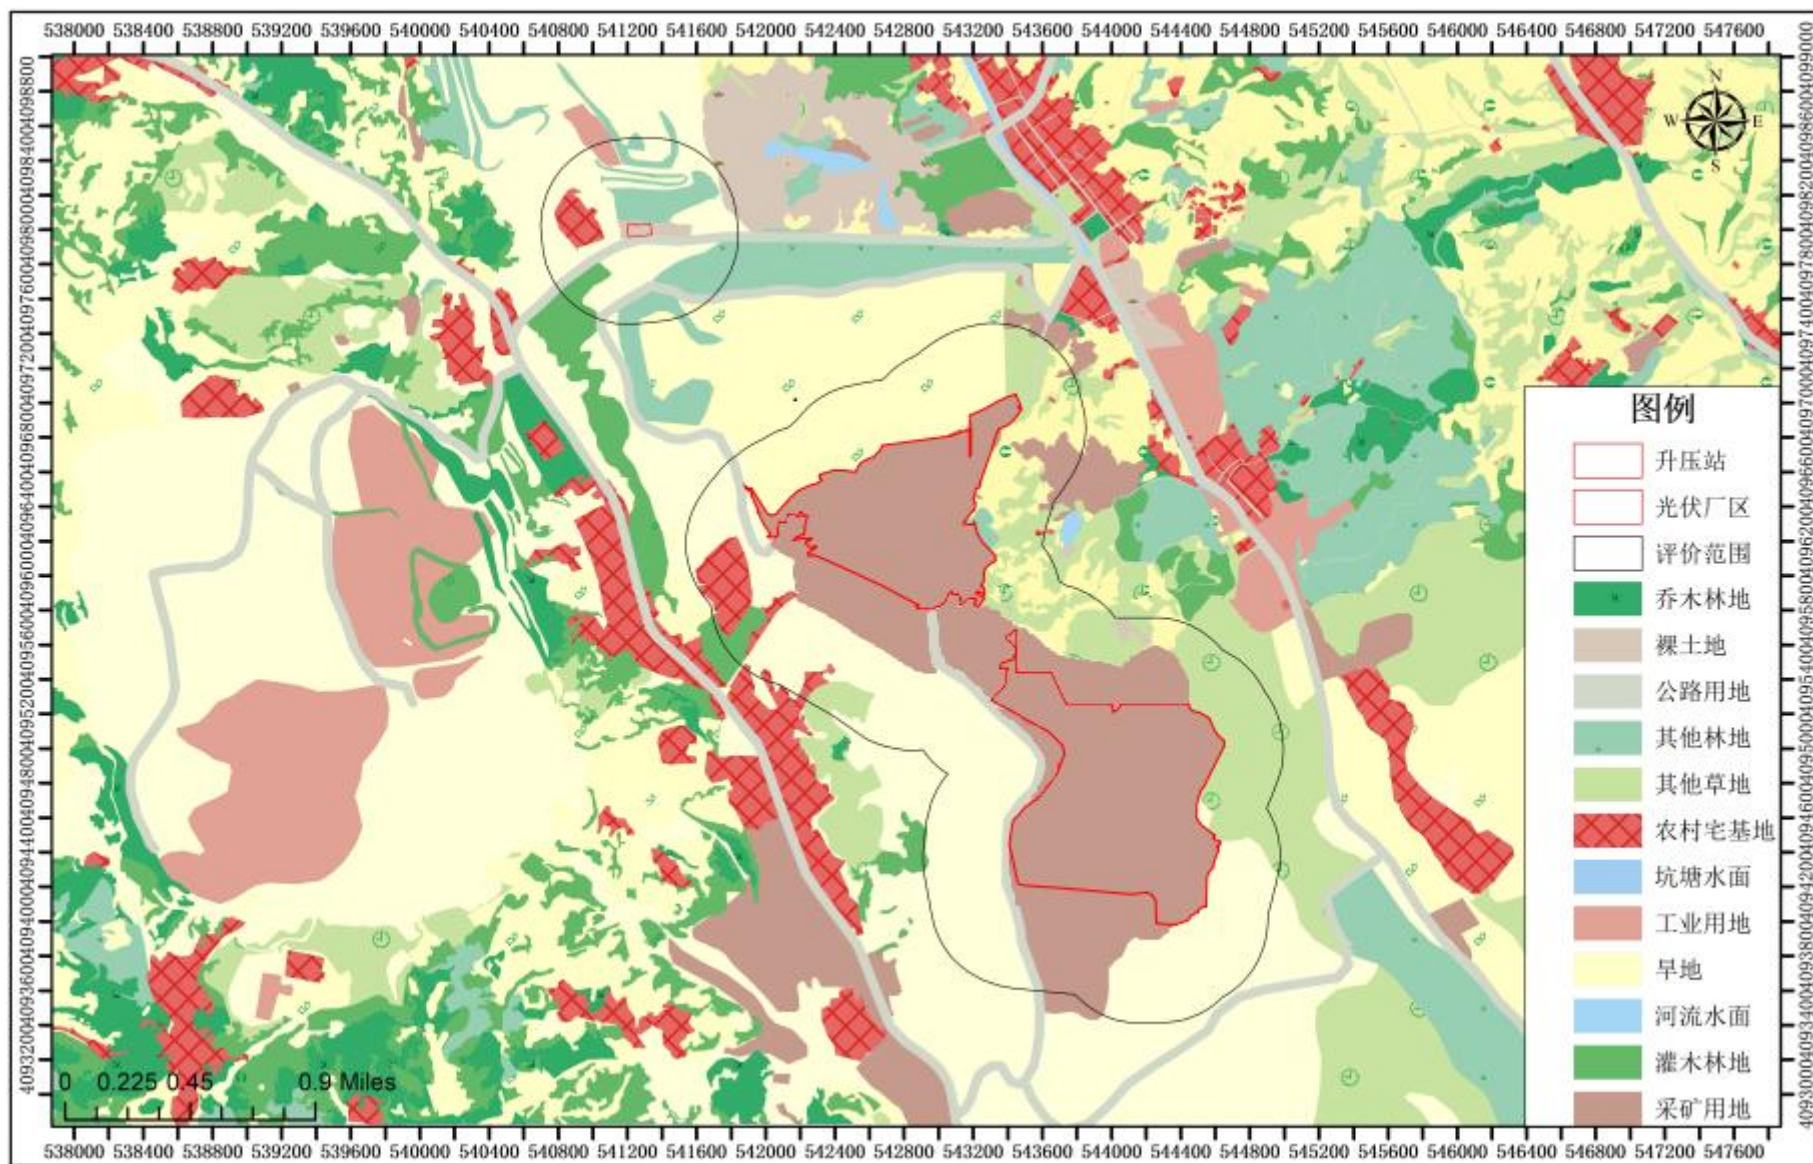 538000 538400 538800 539200 539600 540000 540400 540800 541200 541600 542000 542400 542800 543200 543600 544000 544400 544800 545200 545600 546000 546400 546800 547200 547600
N
W E
S
图例
升压站
光伏厂区
评价范围
乔木林地
裸土地
公路用地
其他林地
其他草地
农村宅基地
坑塘水面
工业用地
旱地
河流水面
灌木林地
采矿用地
0 0.225 0.45 0.9 Miles
538000 538400 538800 539200 539600 540000 540400 540800 541200 541600 542000 542400 542800 543200 543600 544000 544400 544800 545200 545600 546000 546400 546800 547200 547600